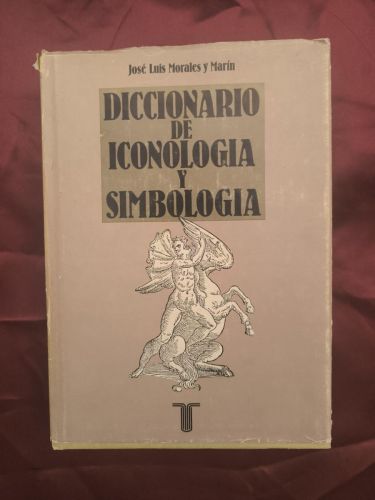 José Luis Morales y Marín
DICCIONARIO
DE
ICONOLOGIA
Y
SIMBOLOGIA